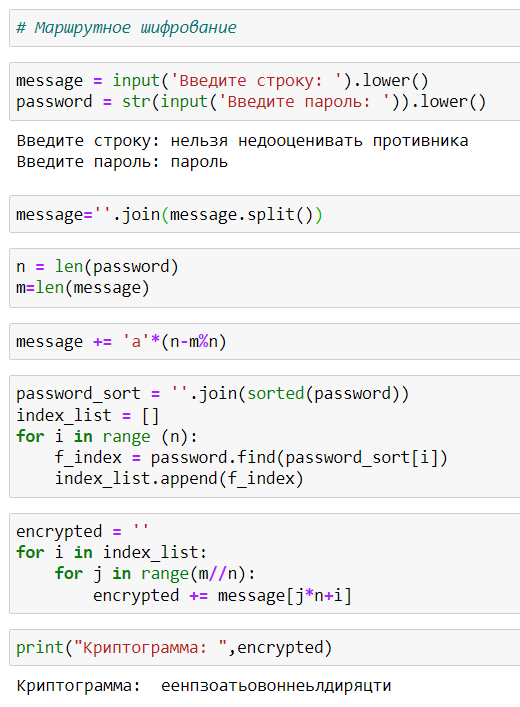 # Маршрутное шифрование
message = input('Введите строку: ').lower()
password = str(input('Введите пароль: ')).lower()
Введите строку: нельзя недооценивать противника
Введите пароль: пароль
message=''.join(message.split())
n = len(password)
m=len(message)
message += 'a'*(n-m%n)
password_sort = ''.join(sorted(password))
index_list = []
for i in range (n):
    f_index = password.find(password_sort[i])
    index_list.append(f_index)
encrypted = ''
for i in index_list:
    for j in range(m//n):
        encrypted += message[j*n+i]
print("Криптограмма: ",encrypted)
Криптограмма:  еенпзоатьовоннеьлдиряцти